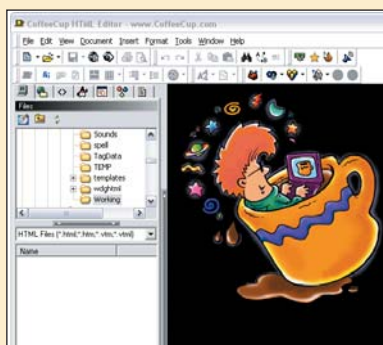 CoffeeCup HTML Editor - www.CoffeeCup.com
File Edit View Document Insert Format Tools Window Help
Files
Sounds
spell
TagData
TEMP
templates
wdghtml
Working
HTML Files (*.html;*.htm;*.vtm;*.vtml)
Name